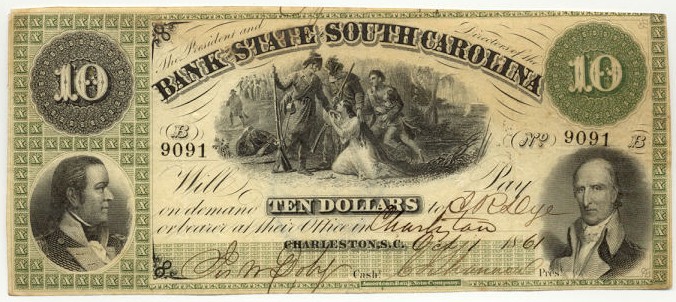 The President and Directors of the
BANK OF THE STATE OF SOUTH CAROLINA
10
10
B
9091
No 9091 B
Will Pay
on demand TEN DOLLARS to
or bearer at their Office in Charleston
CHARLESTON, S.C. Oct 1 1861
Cash.
Pres.
American Bank Note Company.